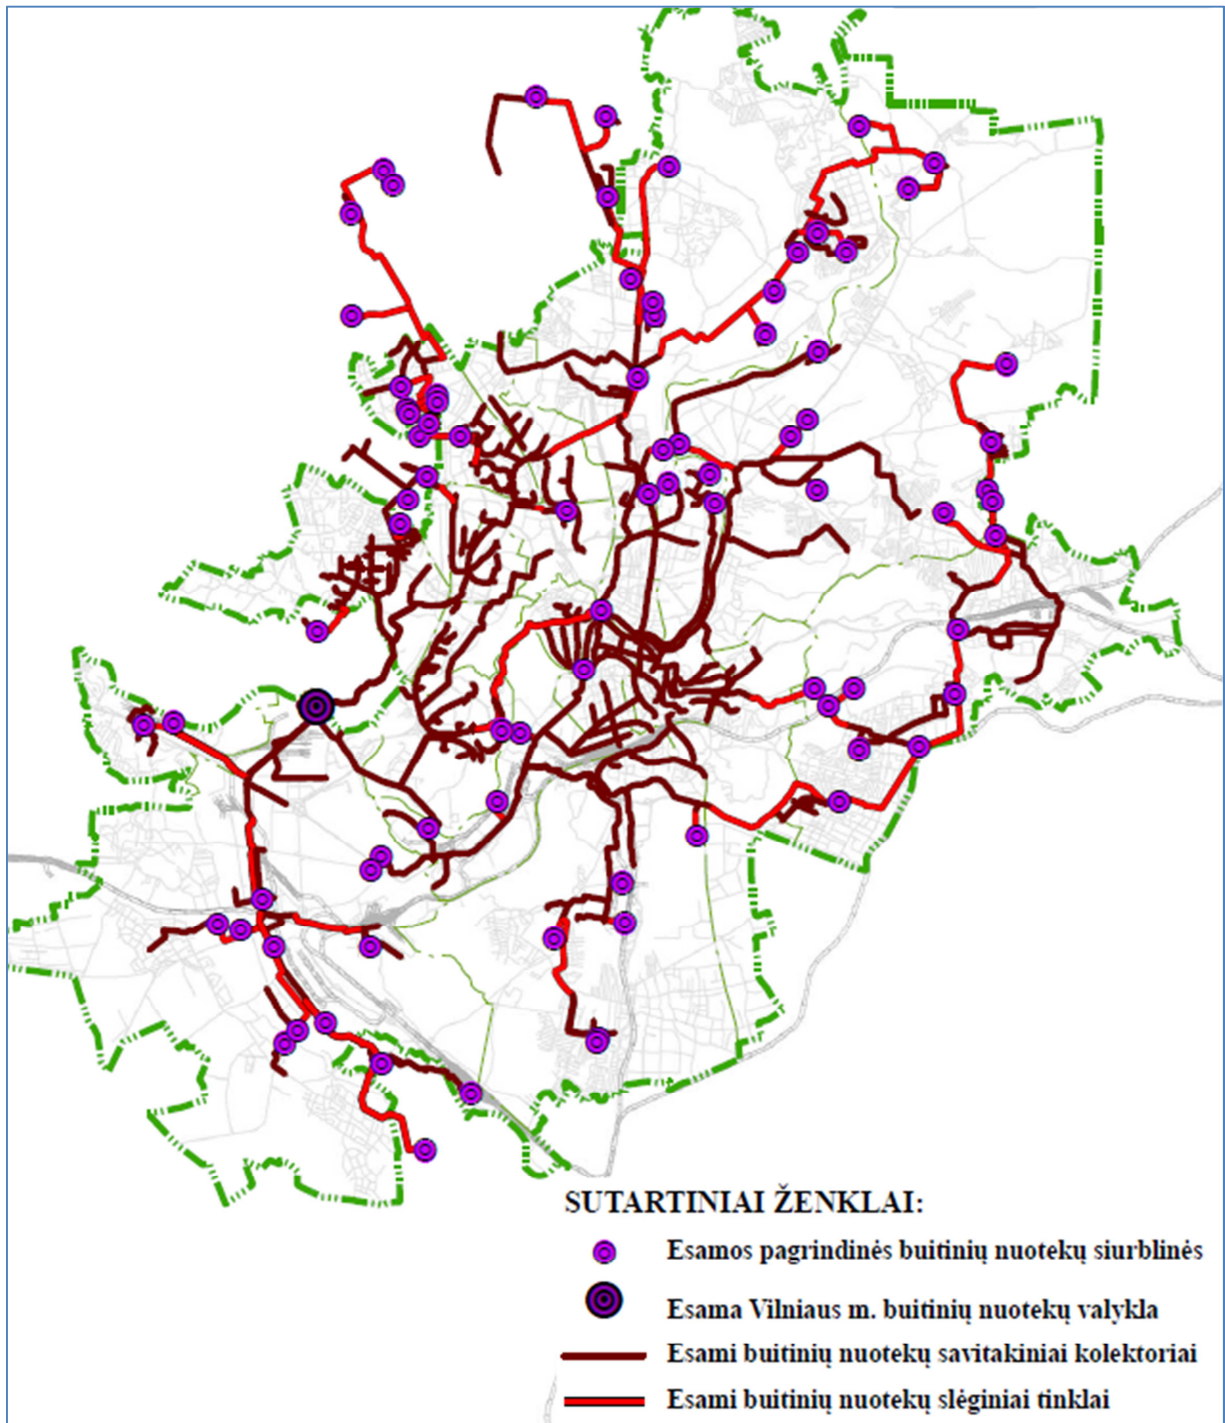 SUTARTINIAI ŽENKLAI:
Esamos pagrindinės buitinių nuotekų siurblinės
Esama Vilniaus m. buitinių nuotekų valykla
Esami buitinių nuotekų savitakiniai kolektoriai
Esami buitinių nuotekų slėginiai tinklai